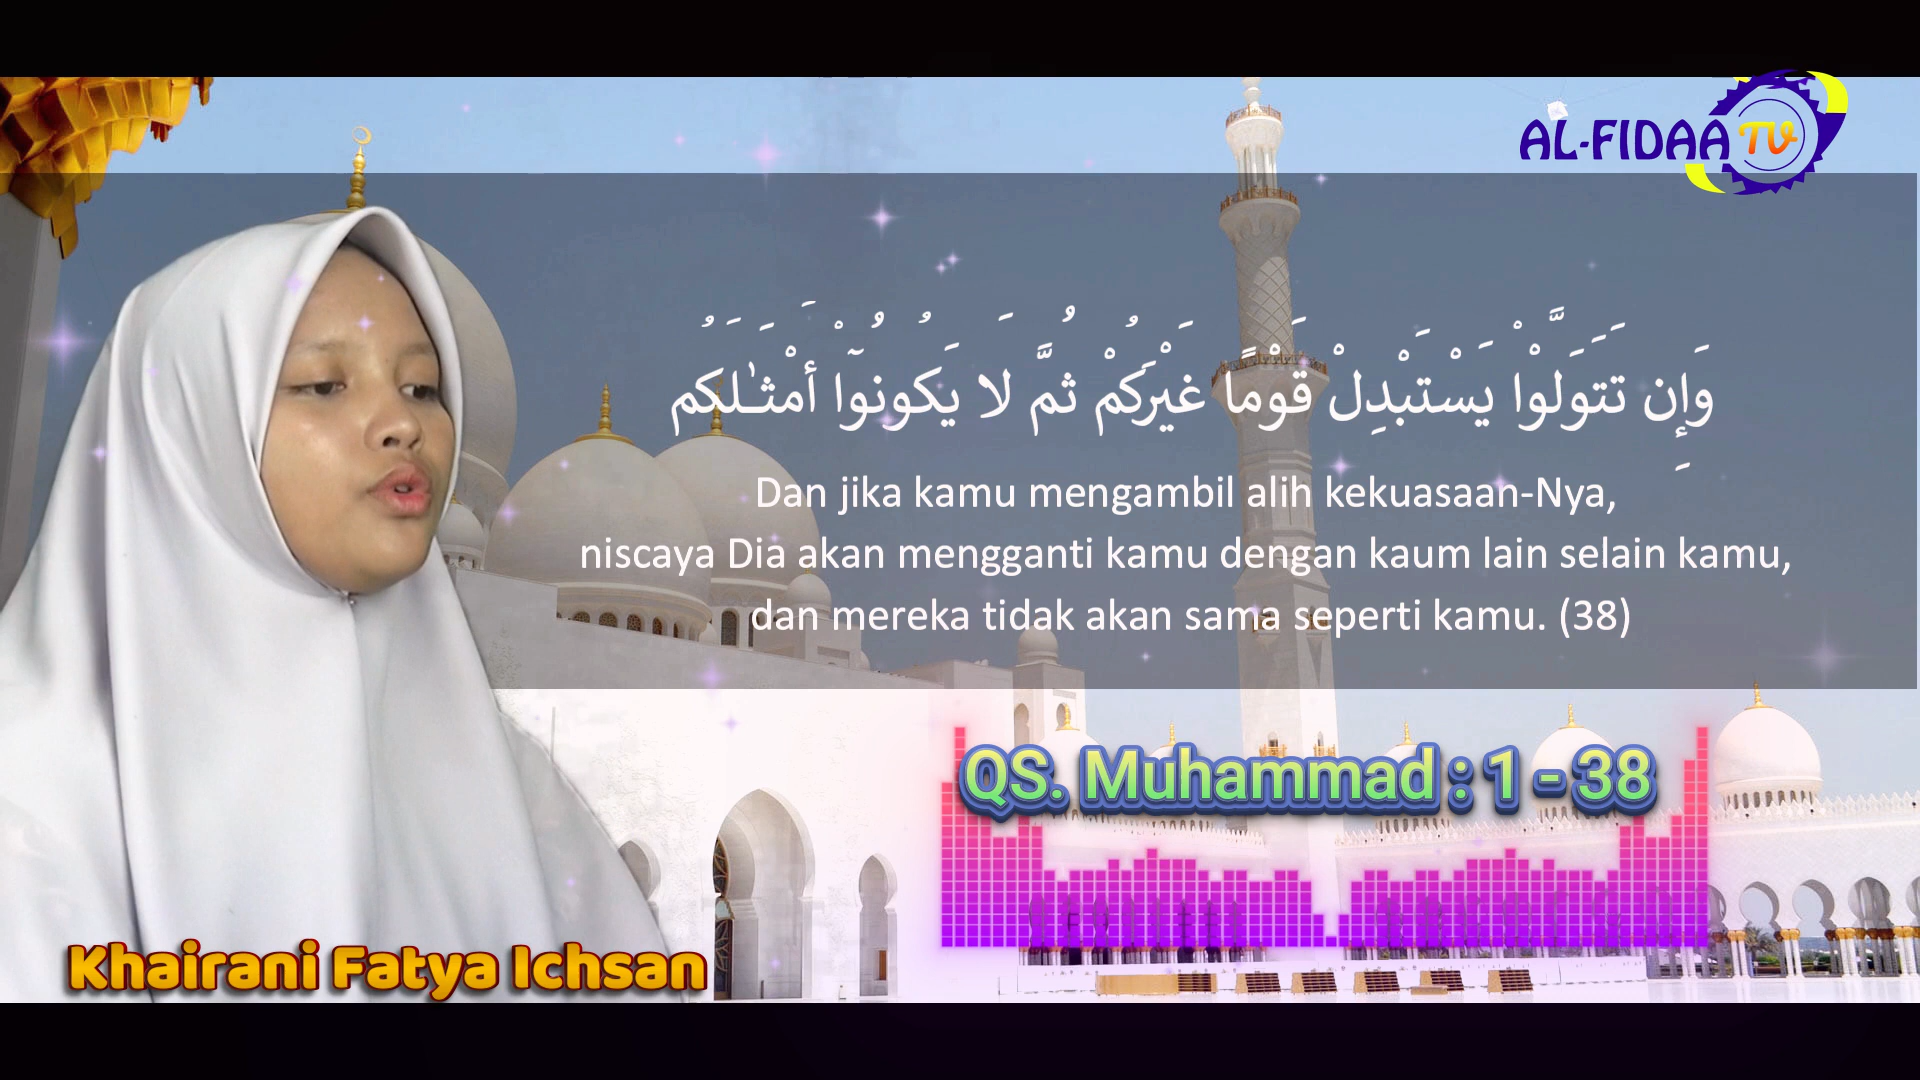 AL-FIDAA TV
وَإِن تَتَوَلَّوْا۟ يَسْتَبْدِلْ قَوْمًا غَيْرَكُمْ ثُمَّ لَا يَكُونُوٓا۟ أَمْثَـٰلَكُم
Dan jika kamu mengambil alih kekuasaan-Nya,
niscaya Dia akan mengganti kamu dengan kaum lain selain kamu,
dan mereka tidak akan sama seperti kamu. (38)
QS. Muhammad : 1 - 38
Khairani Fatya Ichsan